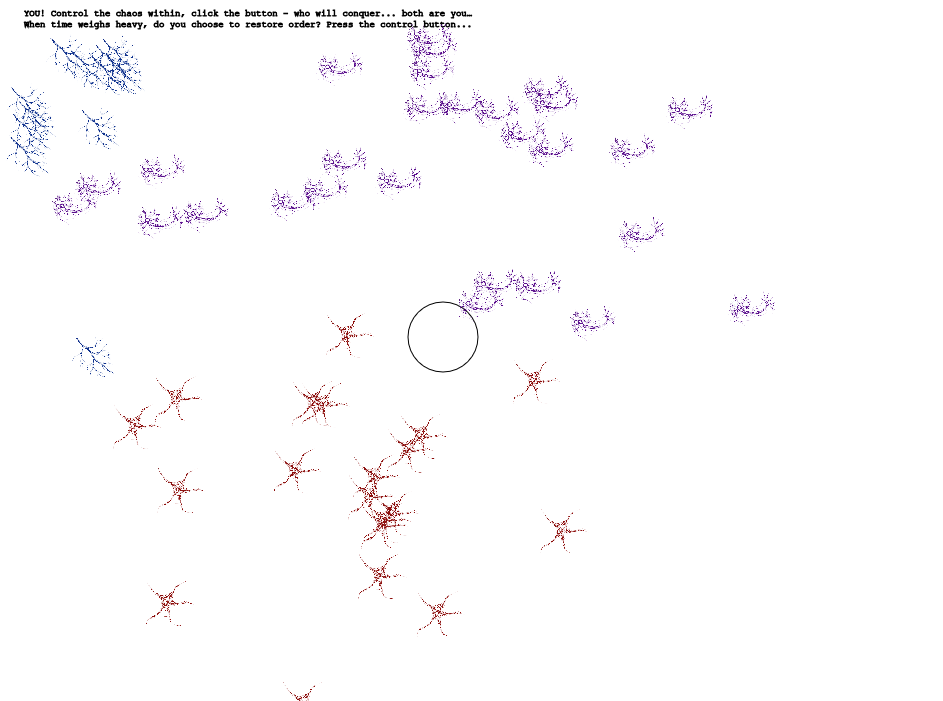 YOU! Control the chaos within, click the button - who will conquer... both are you…
When time weighs heavy, do you choose to restore order? Press the control button...